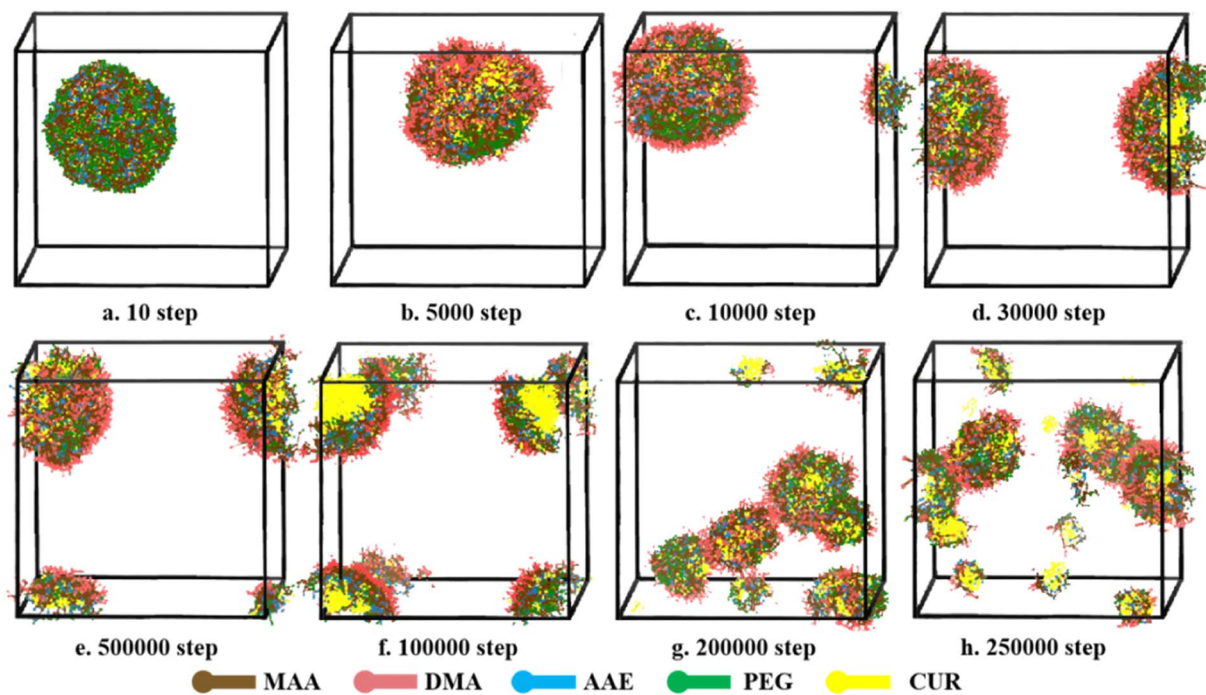 a. 10 step b. 5000 step c. 10000 step d. 30000 step
e. 500000 step f. 100000 step g. 200000 step h. 250000 step
MAA DMA AAE PEG CUR